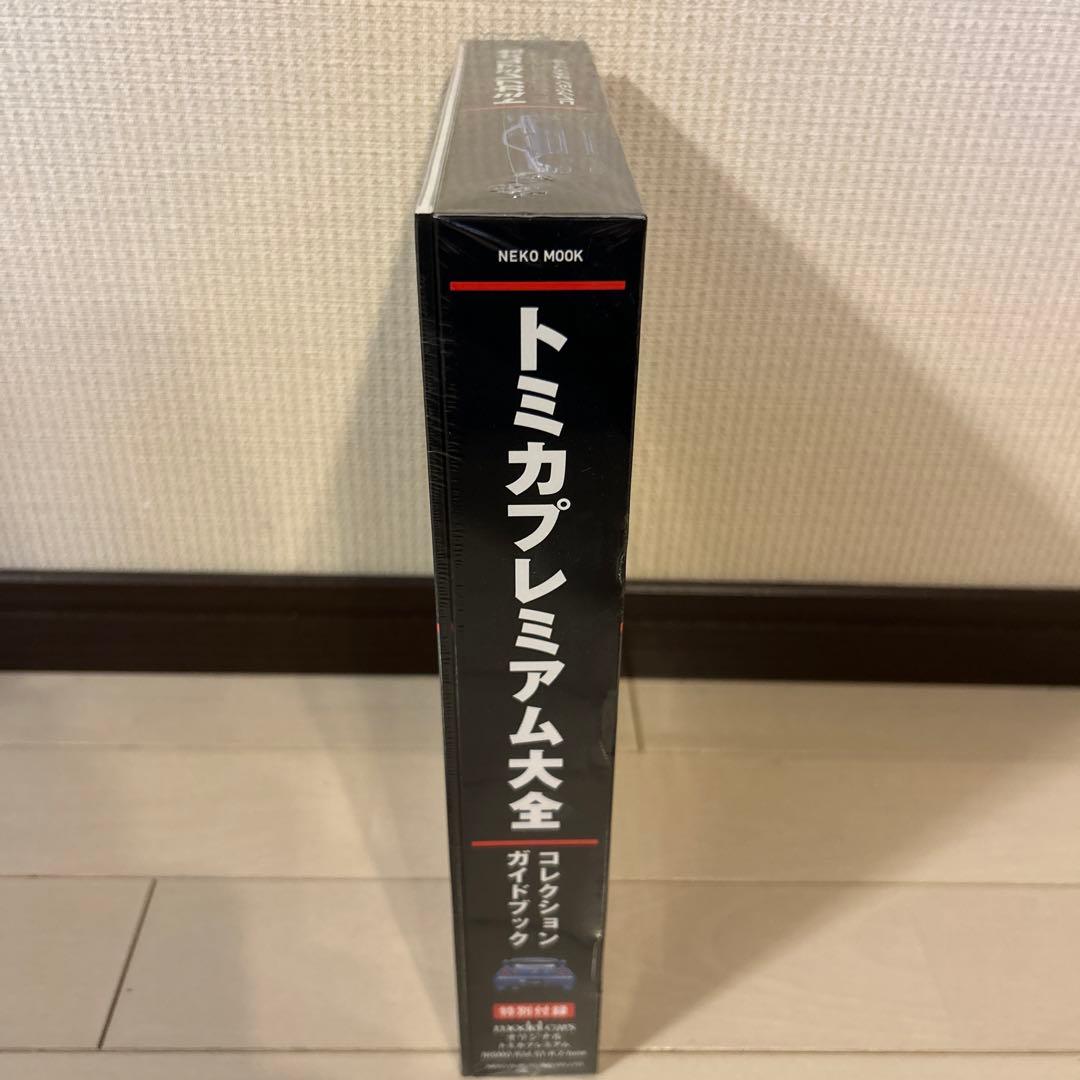 NEKO MOOK
トミカプレミアム大全
コレクション
ガイドブック
特別付録
model cars
オリジナル
トミカプレミアム